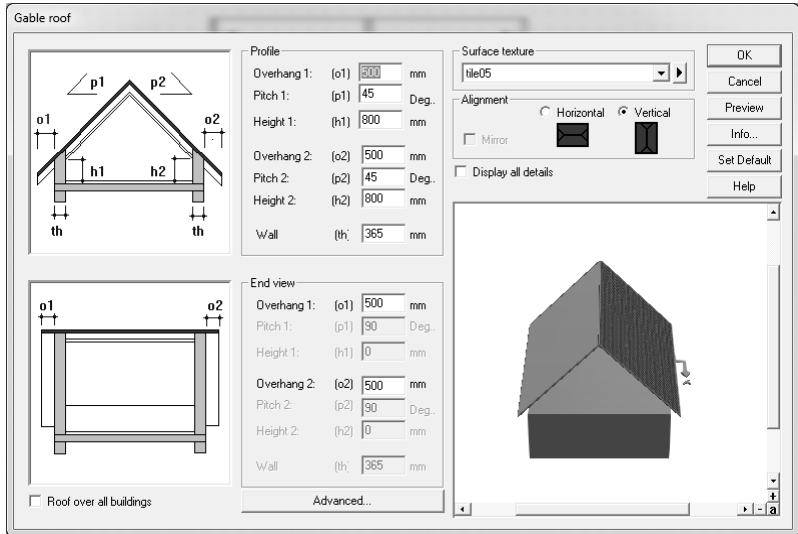 Gable roof
p1 p2
o1 o2
h1 h2
th th
Profile
Overhang 1: (o1) 500 mm
Pitch 1: (p1) 45 Deg..
Height 1: (h1) 800 mm
Overhang 2: (o2) 500 mm
Pitch 2: (p2) 45 Deg..
Height 2: (h2) 800 mm
Wall (th) 365 mm
Surface texture
tile05
Alignment
Horizontal Vertical
Mirror
Display all details
OK
Cancel
Preview
Info...
Set Default
Help
o1 o2
End view
Overhang 1: (o1) 500 mm
Pitch 1: (p1) 90 Deg..
Height 1: (h1) 0 mm
Overhang 2: (o2) 500 mm
Pitch 2: (p2) 90 Deg..
Height 2: (h2) 0 mm
Wall (th) 365 mm
Roof over all buildings
Advanced...
x
+
- a